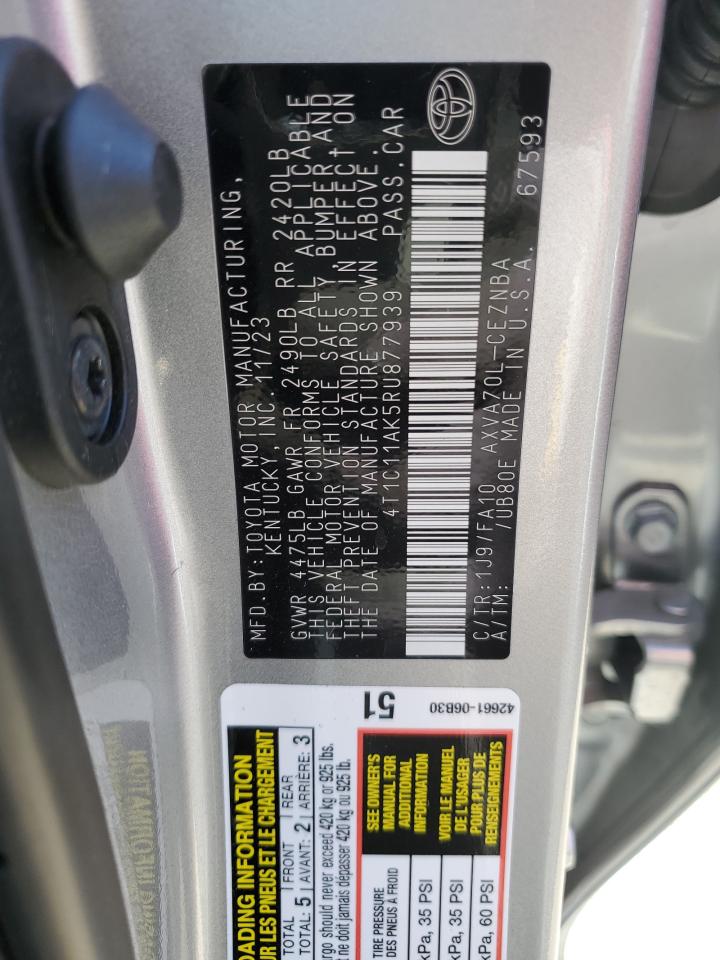 MFD.BY:TOYOTA MOTOR MANUFACTURING,
KENTUCKY,INC.11/23
GVWR 4475LB GAWR FR 2490LB RR 2420LB
THIS VEHICLE CONFORMS TO ALL APPLICABLE
FEDERAL MOTOR VEHICLE SAFETY, BUMPER AND
THEFT PREVENTION STANDARDS IN EFFECT ON
THE DATE OF MANUFACTURE SHOWN ABOVE.
4T1C11AK5RU877939 PASS.CAR
C/TR:1J9/FA10 AXVA70L-CEZNBA
A/TM: /UB80E MADE IN U.S.A. 67593
51
42661-06B30
LOADING INFORMATION
SUR LES PNEUS ET LE CHARGEMENT
TOTAL FRONT REAR
TOTAL: 5 AVANT: 2 ARRIÈRE: 3
cargo should never exceed 420 kg or 925 lbs.
ne doit jamais dépasser 420 kg ou 925 lb.
TIRE PRESSURE
DES PNEUS À FROID
kPa, 35 PSI
kPa, 35 PSI
kPa, 60 PSI
SEE OWNER'S
MANUAL FOR
ADDITIONAL
INFORMATION
VOIR LE MANUEL
DE L'USAGER
POUR PLUS DE
RENSEIGNEMENTS